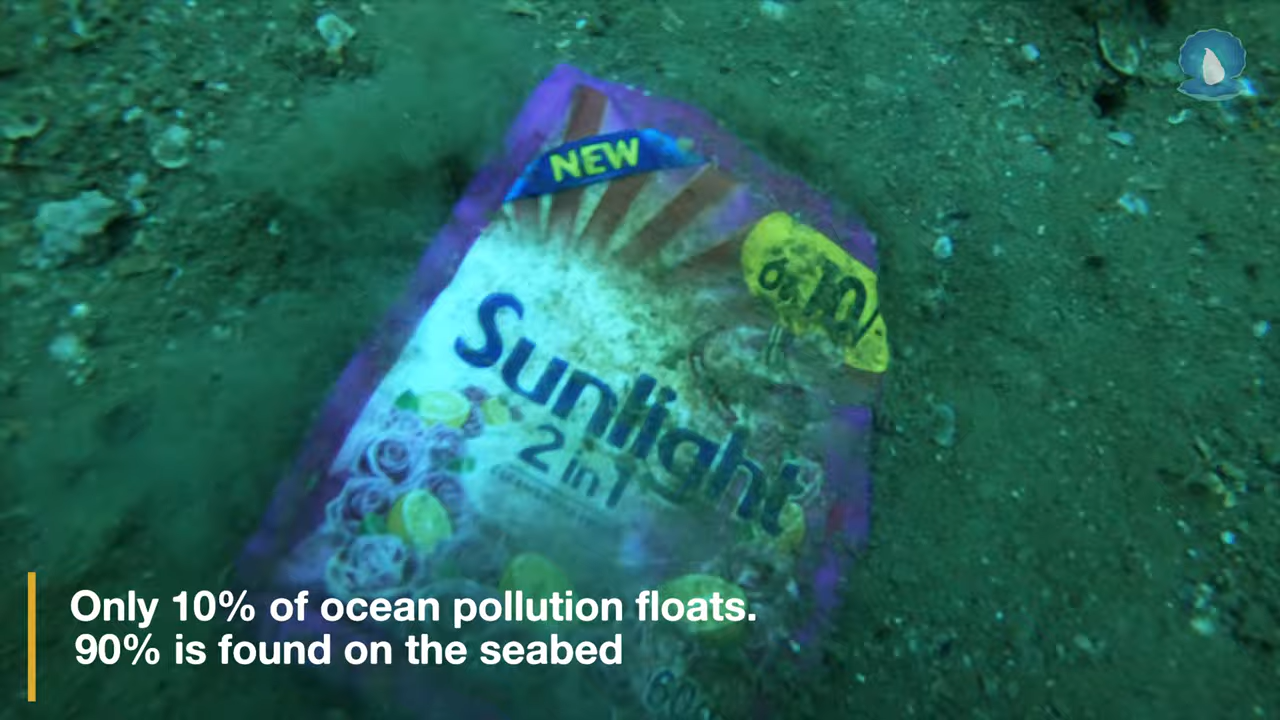 NEW
Sunlight
2 in 1
Only 10% of ocean pollution floats.
90% is found on the seabed